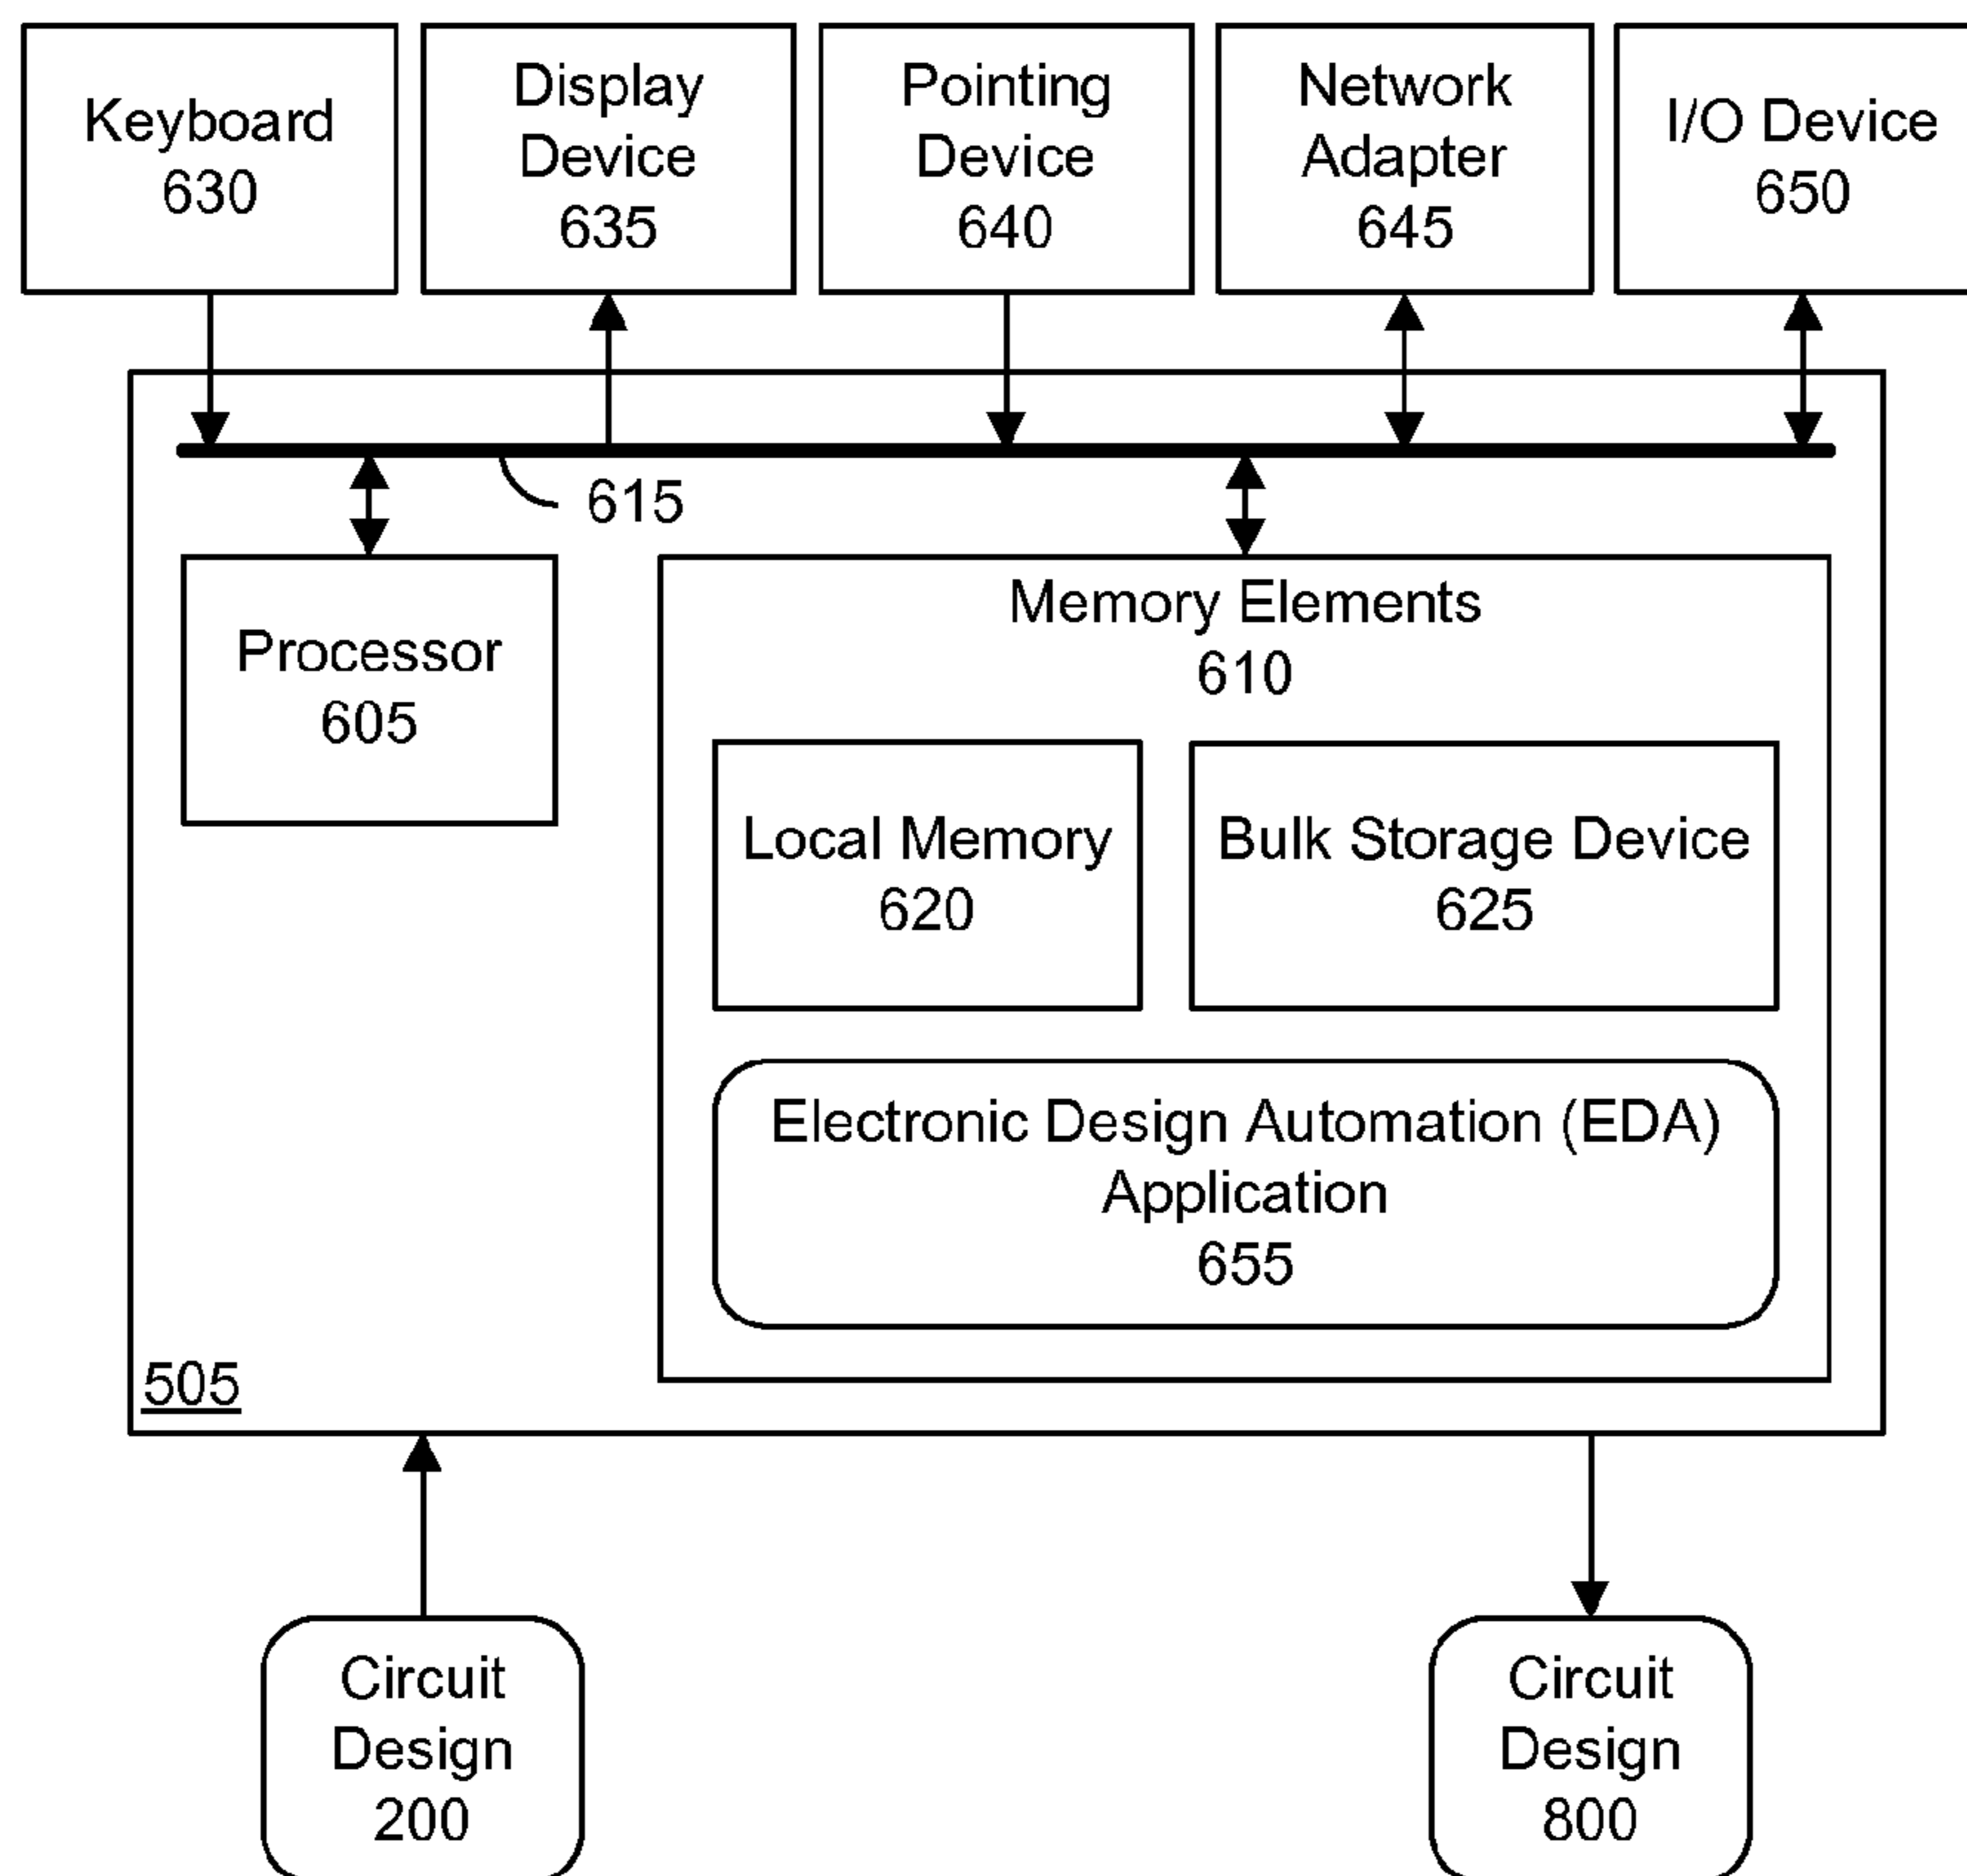 Keyboard
630
Display
Device
635
Pointing
Device
640
Network
Adapter
645
I/O Device
650
615
Processor
605
Memory Elements
610
Local Memory
620
Bulk Storage Device
625
Electronic Design Automation (EDA)
Application
655
505
Circuit
Design
200
Circuit
Design
800